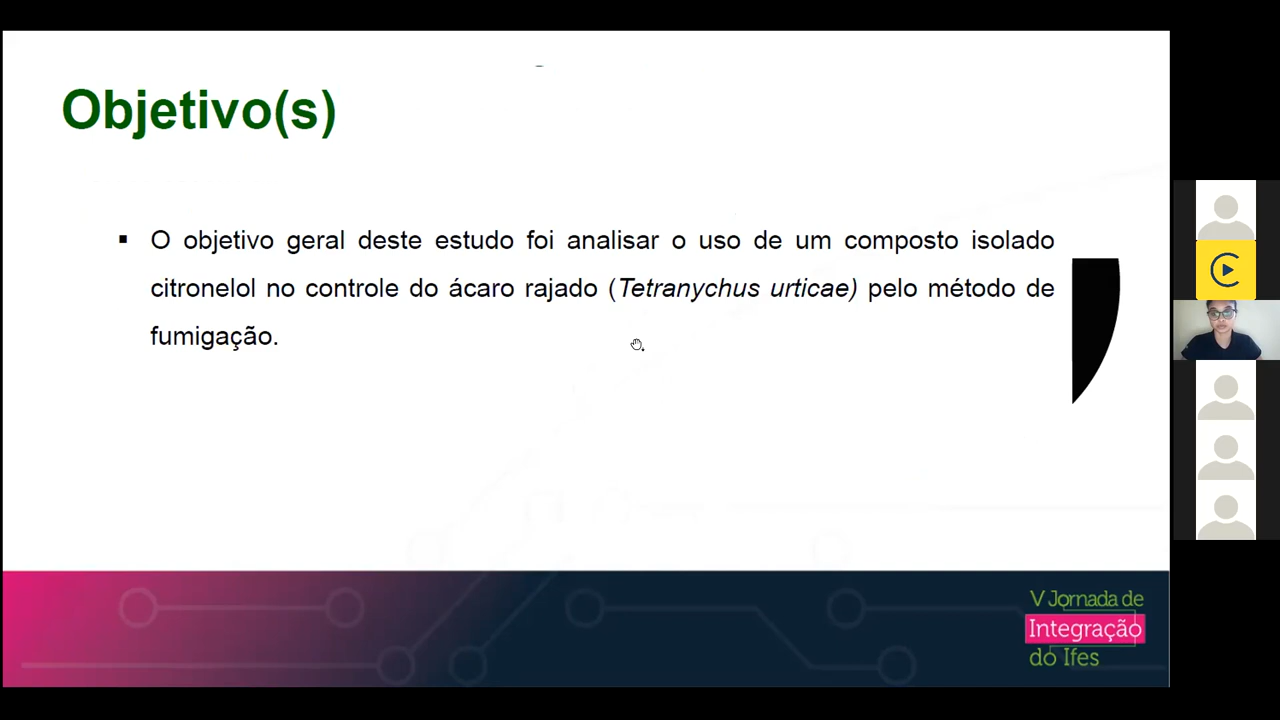 Objetivo(s)
▪ O objetivo geral deste estudo foi analisar o uso de um composto isolado
citronelol no controle do ácaro rajado (Tetranychus urticae) pelo método de
fumigação.
V Jornada de
Integração
do Ifes